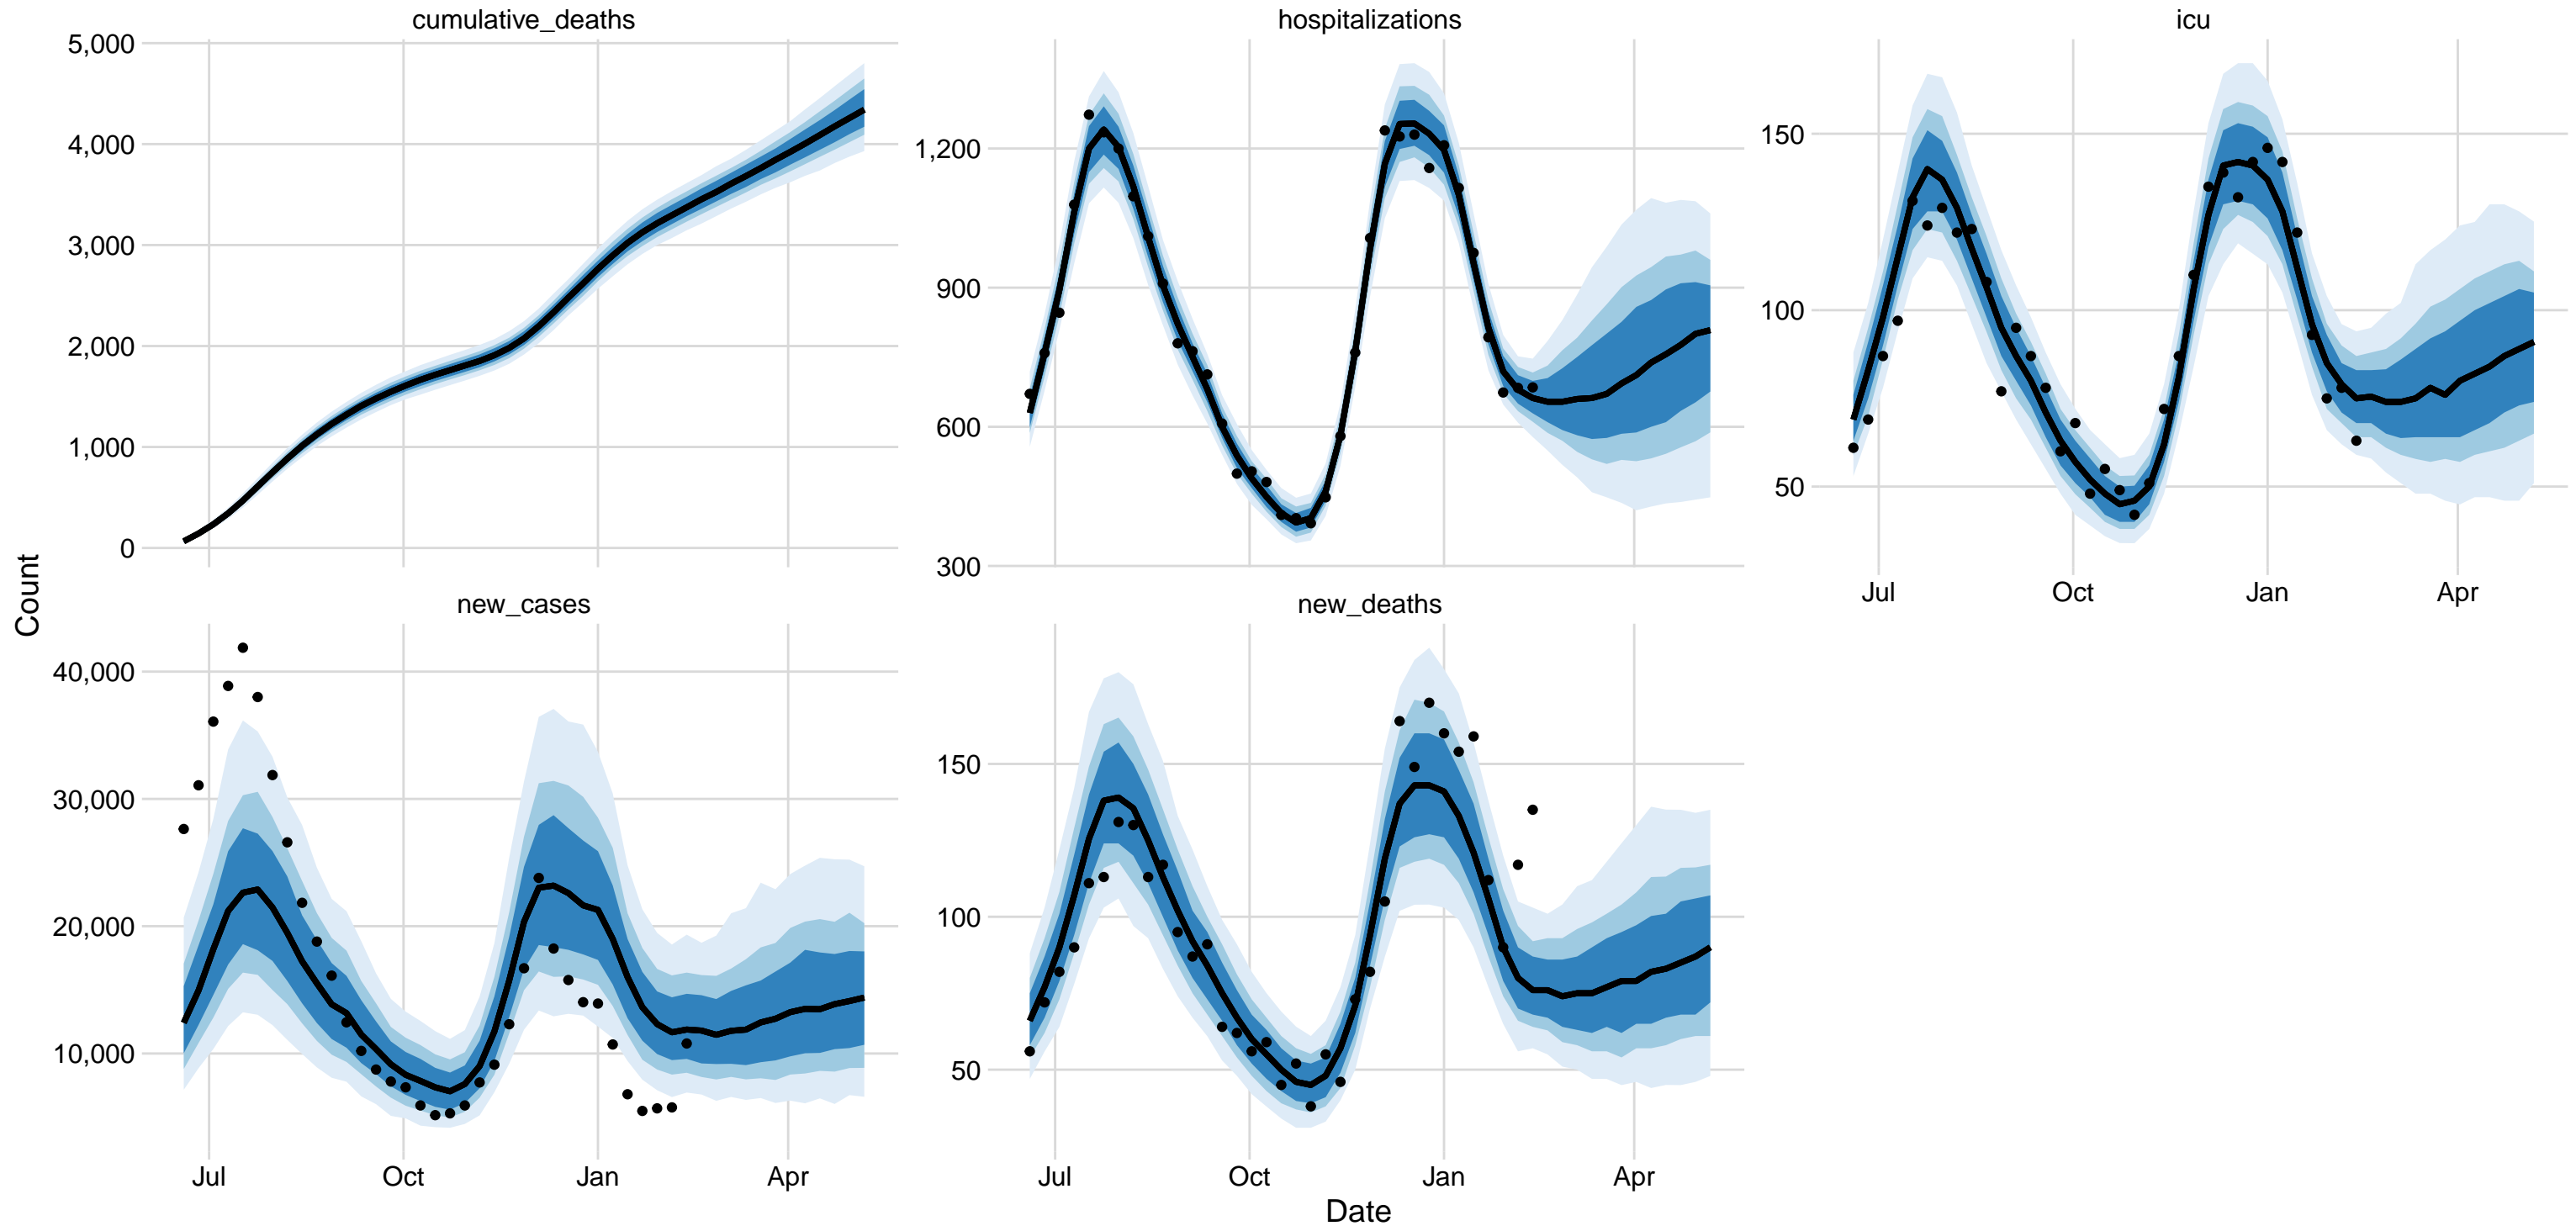 cumulative_deaths
hospitalizations
icu
5,000
4,000
3,000
2,000
1,000
0
1,200
900
600
300
150
100
50
Jul Oct Jan Apr
Count
new_cases
new_deaths
40,000
30,000
20,000
10,000
150
100
50
Jul Oct Jan Apr
Jul Oct Jan Apr
Date